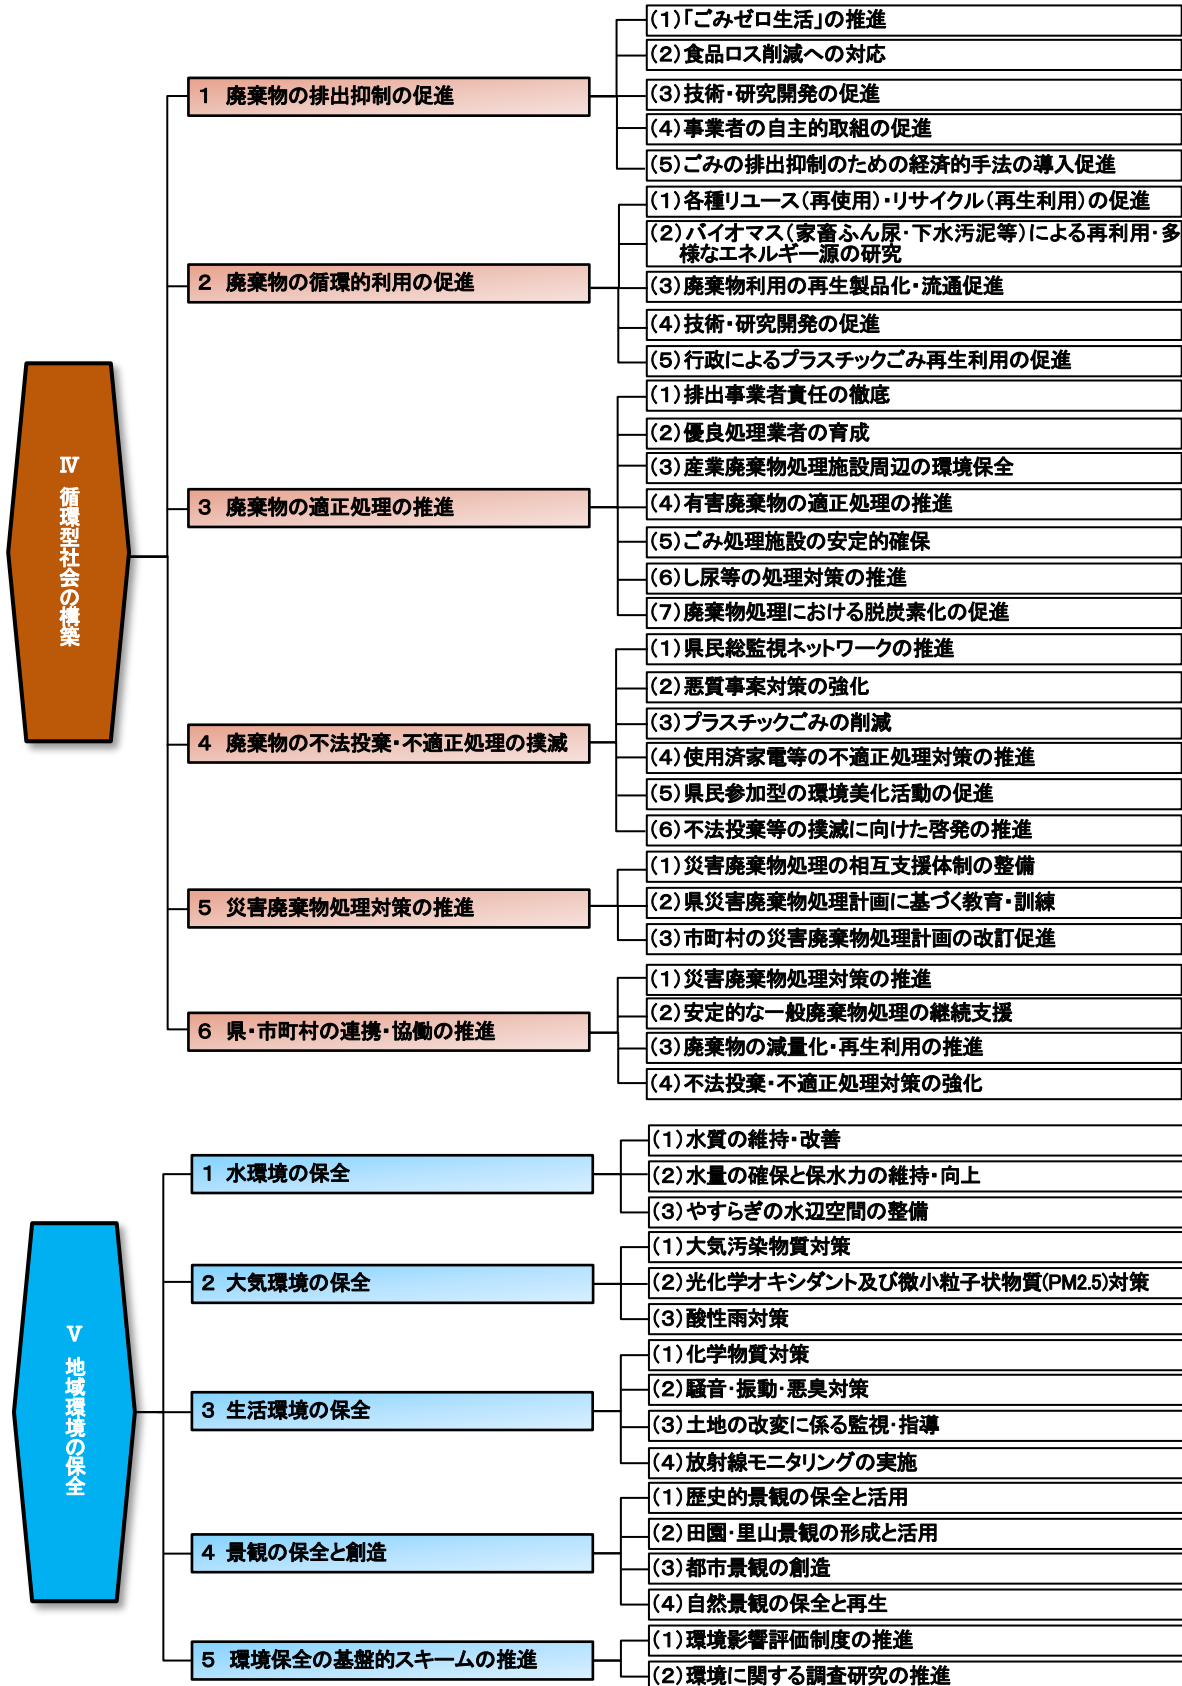 Ⅳ 循環型社会の構築
1 廃棄物の排出抑制の促進
(1)「ごみゼロ生活」の推進
(2)食品ロス削減への対応
(3)技術・研究開発の促進
(4)事業者の自主的取組の促進
(5)ごみの排出抑制のための経済的手法の導入促進
2 廃棄物の循環的利用の促進
(1)各種リユース(再使用)・リサイクル(再生利用)の促進
(2)バイオマス(家畜ふん尿・下水汚泥等)による再利用・多
様なエネルギー源の研究
(3)廃棄物利用の再生製品化・流通促進
(4)技術・研究開発の促進
(5)行政によるプラスチックごみ再生利用の促進
3 廃棄物の適正処理の推進
(1)排出事業者責任の徹底
(2)優良処理業者の育成
(3)産業廃棄物処理施設周辺の環境保全
(4)有害廃棄物の適正処理の推進
(5)ごみ処理施設の安定的確保
(6)し尿等の処理対策の推進
(7)廃棄物処理における脱炭素化の促進
4 廃棄物の不法投棄・不適正処理の撲滅
(1)県民総監視ネットワークの推進
(2)悪質事案対策の強化
(3)プラスチックごみの削減
(4)使用済家電等の不適正処理対策の推進
(5)県民参加型の環境美化活動の促進
(6)不法投棄等の撲滅に向けた啓発の推進
5 災害廃棄物処理対策の推進
(1)災害廃棄物処理の相互支援体制の整備
(2)県災害廃棄物処理計画に基づく教育・訓練
(3)市町村の災害廃棄物処理計画の改訂促進
6 県・市町村の連携・協働の推進
(1)災害廃棄物処理対策の推進
(2)安定的な一般廃棄物処理の継続支援
(3)廃棄物の減量化・再生利用の推進
(4)不法投棄・不適正処理対策の強化
Ⅴ 地域環境の保全
1 水環境の保全
(1)水質の維持・改善
(2)水量の確保と保水力の維持・向上
(3)やすらぎの水辺空間の整備
2 大気環境の保全
(1)大気汚染物質対策
(2)光化学オキシダント及び微小粒子状物質(PM2.5)対策
(3)酸性雨対策
3 生活環境の保全
(1)化学物質対策
(2)騒音・振動・悪臭対策
(3)土地の改変に係る監視・指導
(4)放射線モニタリングの実施
4 景観の保全と創造
(1)歴史的景観の保全と活用
(2)田園・里山景観の形成と活用
(3)都市景観の創造
(4)自然景観の保全と再生
5 環境保全の基盤的スキームの推進
(1)環境影響評価制度の推進
(2)環境に関する調査研究の推進